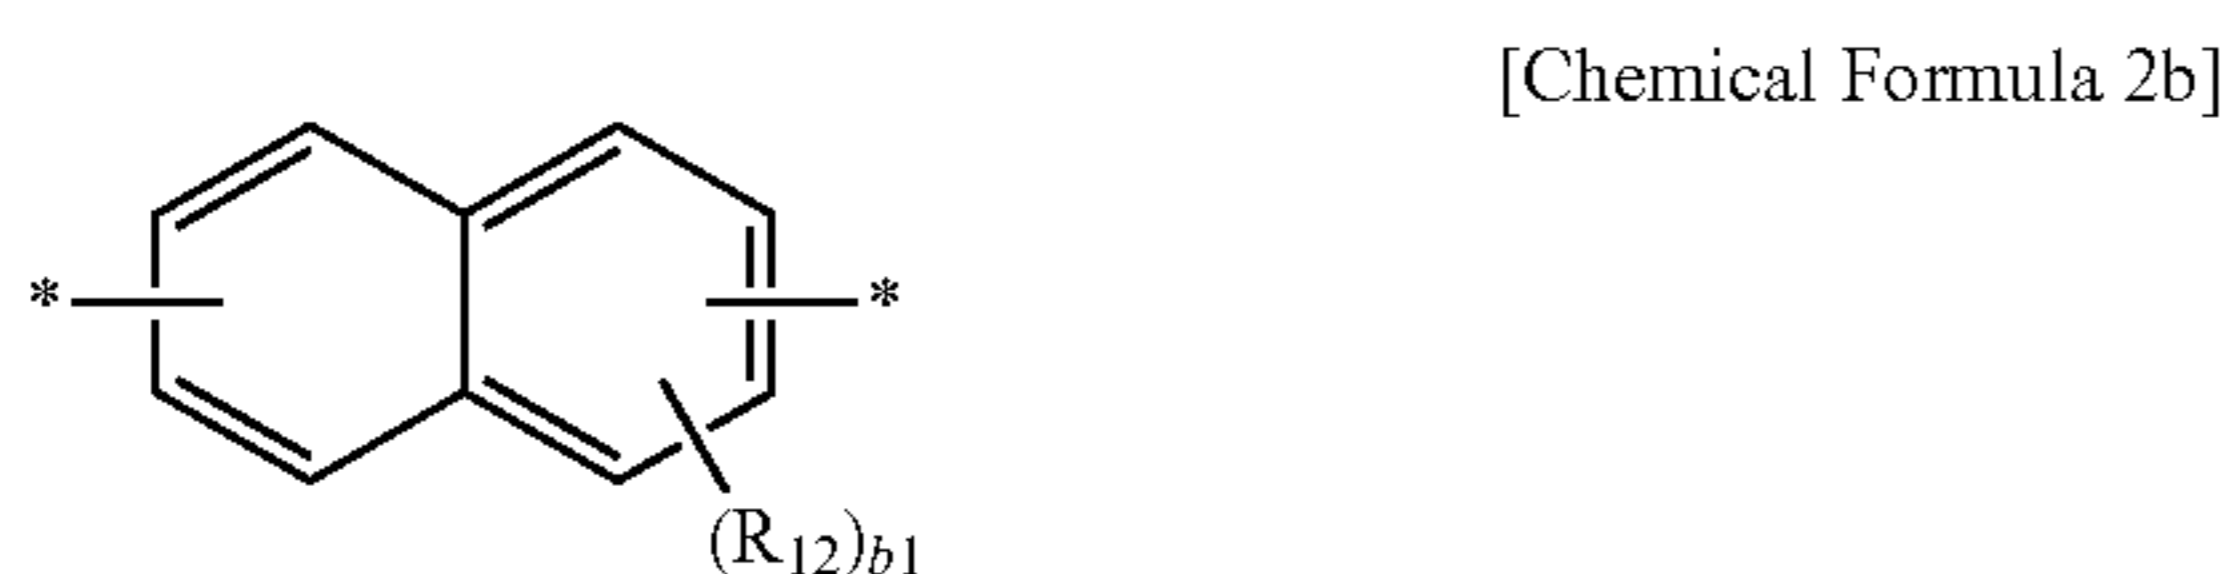 [Chemical Formula 2b]
* *
(R12)b1